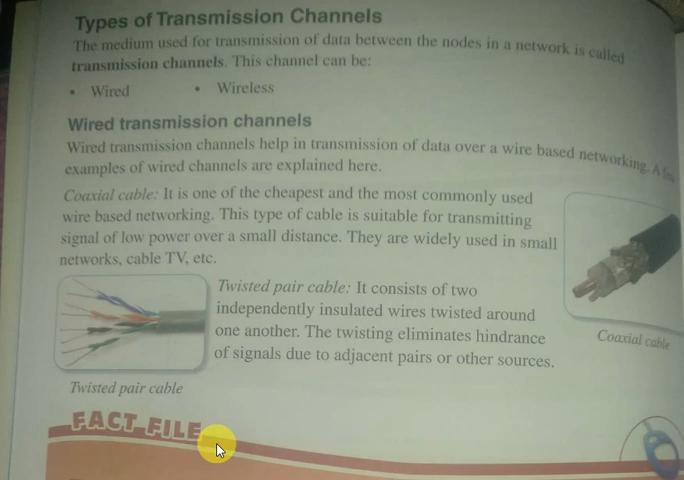 Types of Transmission Channels
The medium used for transmission of data between the nodes in a network is called
transmission channels. This channel can be:
• Wired • Wireless
Wired transmission channels
Wired transmission channels help in transmission of data over a wire based networking. A few
examples of wired channels are explained here.
Coaxial cable: It is one of the cheapest and the most commonly used
wire based networking. This type of cable is suitable for transmitting
signal of low power over a small distance. They are widely used in small
networks, cable TV, etc.
Twisted pair cable: It consists of two
independently insulated wires twisted around
one another. The twisting eliminates hindrance
of signals due to adjacent pairs or other sources.
Coaxial cable
Twisted pair cable
FACT FILE